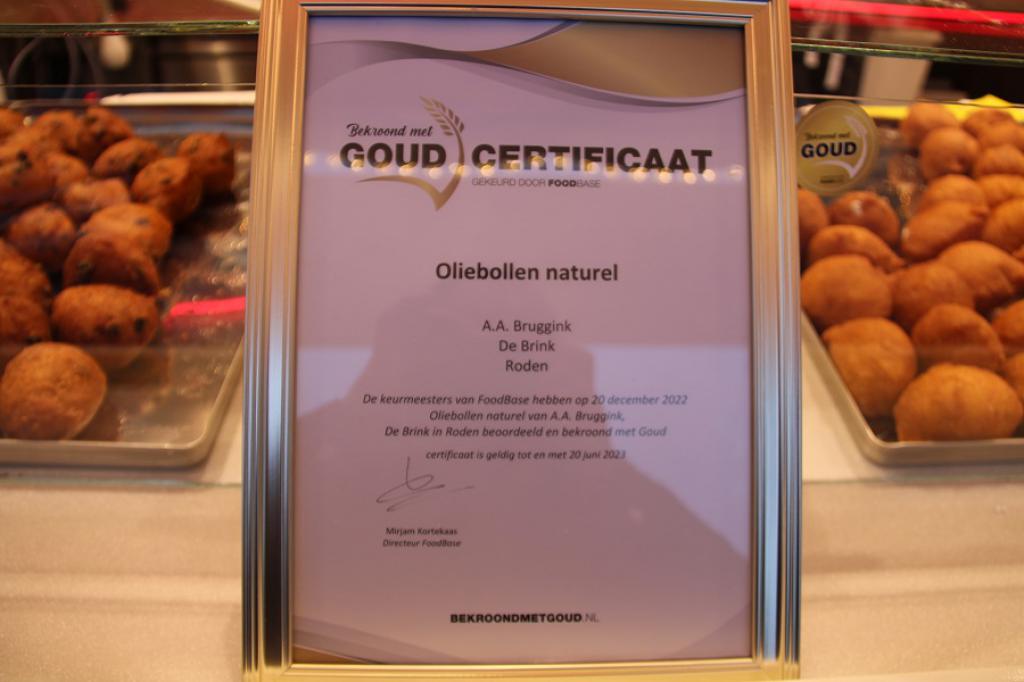 Bekroond met
GOUD CERTIFICAAT
GEKEURD DOOR FOODBASE
Oliebollen naturel
A.A. Bruggink
De Brink
Roden
De keurmeesters van FoodBase hebben op 20 december 2022
Oliebollen naturel van A.A. Bruggink,
De Brink in Roden beoordeeld en bekroond met Goud
certificaat is geldig tot en met 20 juni 2023
Mirjam Kortekaas
Directeur FoodBase
BEKROONDMETGOUD.NL
Bekroond met
GOUD